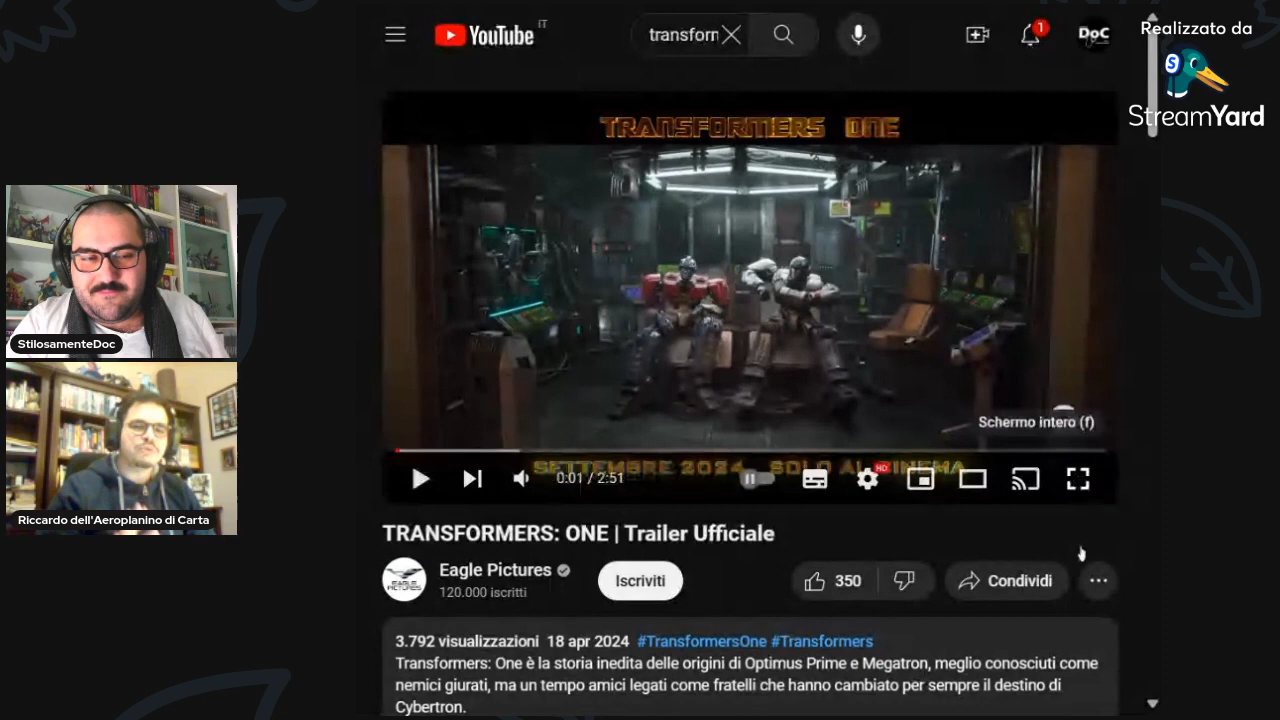 YouTube IT
transforn
1
DOC
Realizzato da
S
StreamYard
TRANSFORMERS ONE
StilosamenteDoc
Riccardo dell'Aeroplanino di Carta
Schermo intero (f)
SETTEMBRE 2024 SOLO AL CINEMA
0:01 / 2:51
HD
TRANSFORMERS: ONE | Trailer Ufficiale
EAGLE PICTURES
Eagle Pictures
120.000 iscritti
Iscriviti
350
Condividi
3.792 visualizzazioni 18 apr 2024 #TransformersOne #Transformers
Transformers: One è la storia inedita delle origini di Optimus Prime e Megatron, meglio conosciuti come
nemici giurati, ma un tempo amici legati come fratelli che hanno cambiato per sempre il destino di
Cybertron.